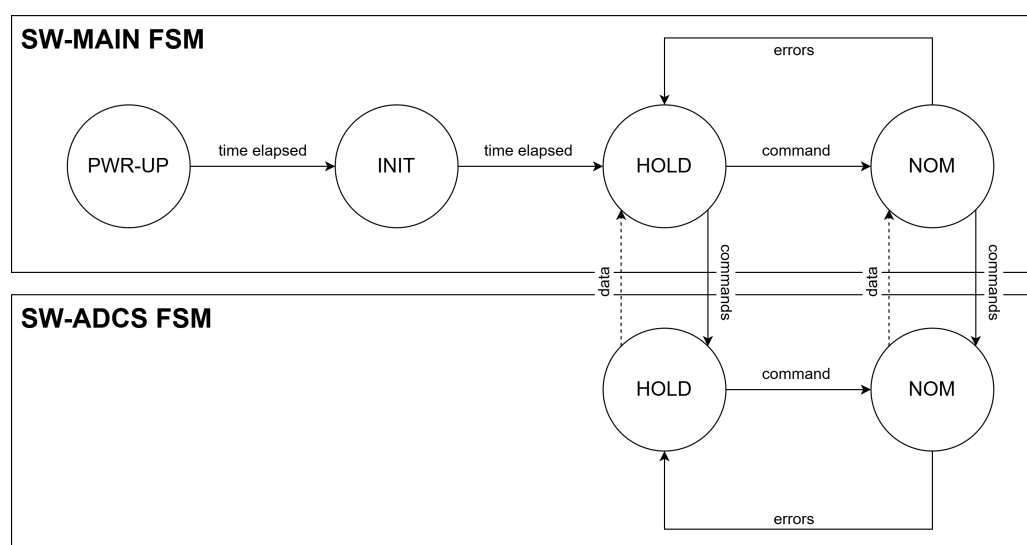 SW-MAIN FSM
errors
PWR-UP
time elapsed
INIT
time elapsed
HOLD
command
NOM
data
commands
data
commands
SW-ADCS FSM
HOLD
command
NOM
errors